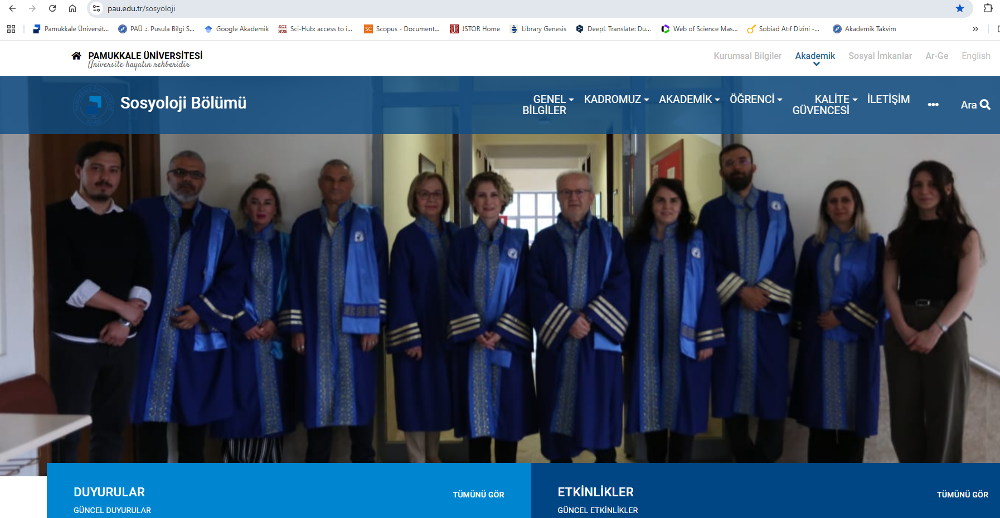 pau.edu.tr/sosyoloji
Pamukkale Üniversit...
PAÜ .:. Pusula Bilgi S...
Google Akademik
SCI HUB
Sci-Hub: access to i...
SC
Scopus - Document...
JSTOR Home
Library Genesis
DeepL Translate: Dü...
Web of Science Mas...
Sobiad Atıf Dizini -...
Akademik Takvim
PAMUKKALE ÜNİVERSİTESİ
Üniversite hayatın rehberidir
Kurumsal Bilgiler
Akademik
Sosyal İmkanlar
Ar-Ge
English
Sosyoloji Bölümü
GENEL
BİLGİLER
KADROMUZ
AKADEMİK
ÖĞRENCİ
KALİTE
GÜVENCESİ
İLETİŞİM
Ara
DUYURULAR
TÜMÜNÜ GÖR
GÜNCEL DUYURULAR
ETKİNLİKLER
TÜMÜNÜ GÖR
GÜNCEL ETKİNLİKLER